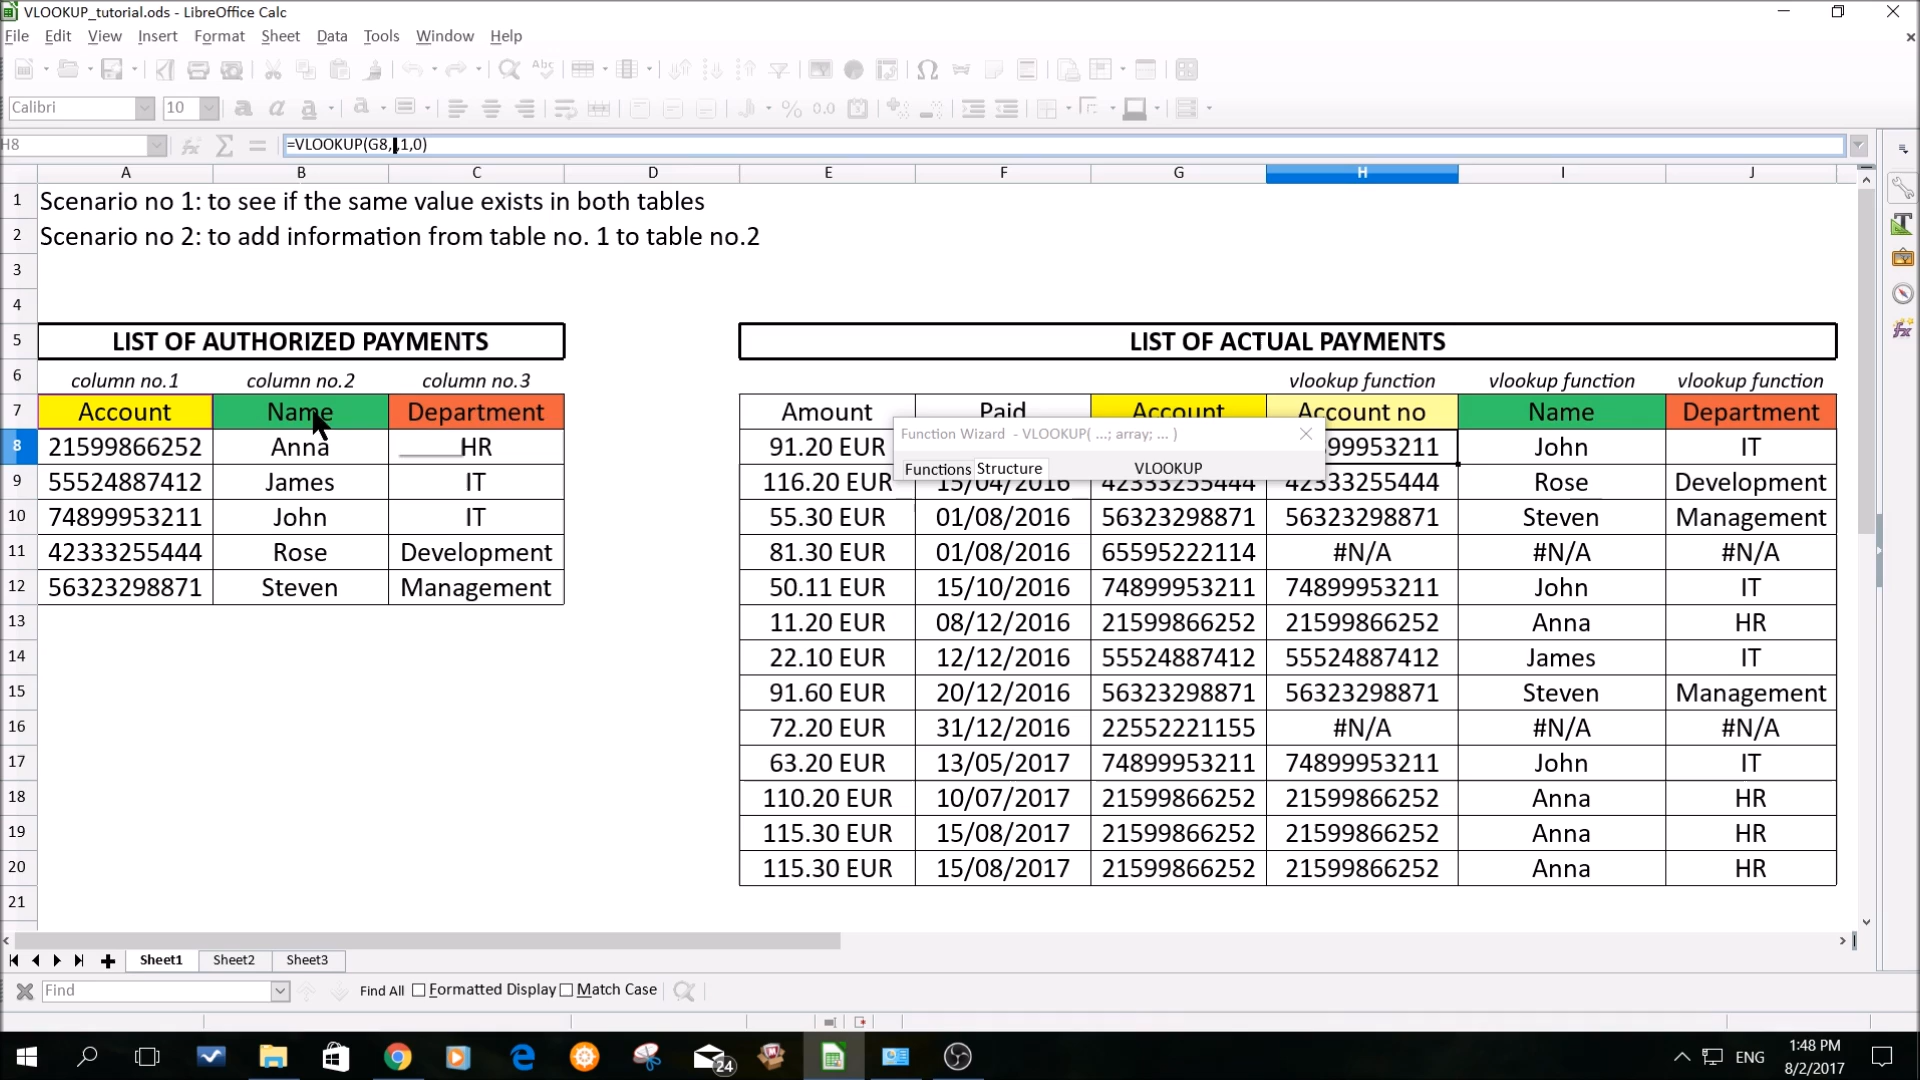 VLOOKUP_tutorial.ods - LibreOffice Calc
File Edit View Insert Format Sheet Data Tools Window Help
Calibri 10
H8 =VLOOKUP(G8,,1,0)
A B C D E F G H I J
1 Scenario no 1: to see if the same value exists in both tables
2 Scenario no 2: to add information from table no. 1 to table no.2
3
4
5 LIST OF AUTHORIZED PAYMENTS LIST OF ACTUAL PAYMENTS
6 column no.1 column no.2 column no.3 vlookup function vlookup function vlookup function
7 Account Name Department Amount Paid Account Account no Name Department
Function Wizard - VLOOKUP( ...; array; ... )
8 21599866252 Anna HR 91.20 EUR 99953211 John IT
Functions Structure VLOOKUP
9 55524887412 James IT 116.20 EUR 15/04/2016 42333255444 42333255444 Rose Development
10 74899953211 John IT 55.30 EUR 01/08/2016 56323298871 56323298871 Steven Management
11 42333255444 Rose Development 81.30 EUR 01/08/2016 65595222114 #N/A #N/A #N/A
12 56323298871 Steven Management 50.11 EUR 15/10/2016 74899953211 74899953211 John IT
13 11.20 EUR 08/12/2016 21599866252 21599866252 Anna HR
14 22.10 EUR 12/12/2016 55524887412 55524887412 James IT
15 91.60 EUR 20/12/2016 56323298871 56323298871 Steven Management
16 72.20 EUR 31/12/2016 22552221155 #N/A #N/A #N/A
17 63.20 EUR 13/05/2017 74899953211 74899953211 John IT
18 110.20 EUR 10/07/2017 21599866252 21599866252 Anna HR
19 115.30 EUR 15/08/2017 21599866252 21599866252 Anna HR
20 115.30 EUR 15/08/2017 21599866252 21599866252 Anna HR
21
Sheet1 Sheet2 Sheet3
Find Find All Formatted Display Match Case
24 ENG 1:48 PM
8/2/2017